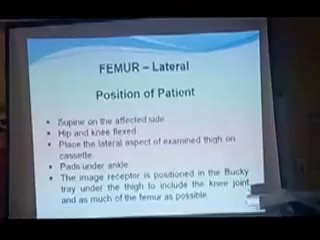 FEMUR – Lateral
Position of Patient
• Supine on the affected side
• Hip and knee flexed
• Place the lateral aspect of examined thigh on
cassette
• Pads under ankle
• The image receptor is positioned in the Bucky
tray under the thigh to include the knee joint
and as much of the femur as possible